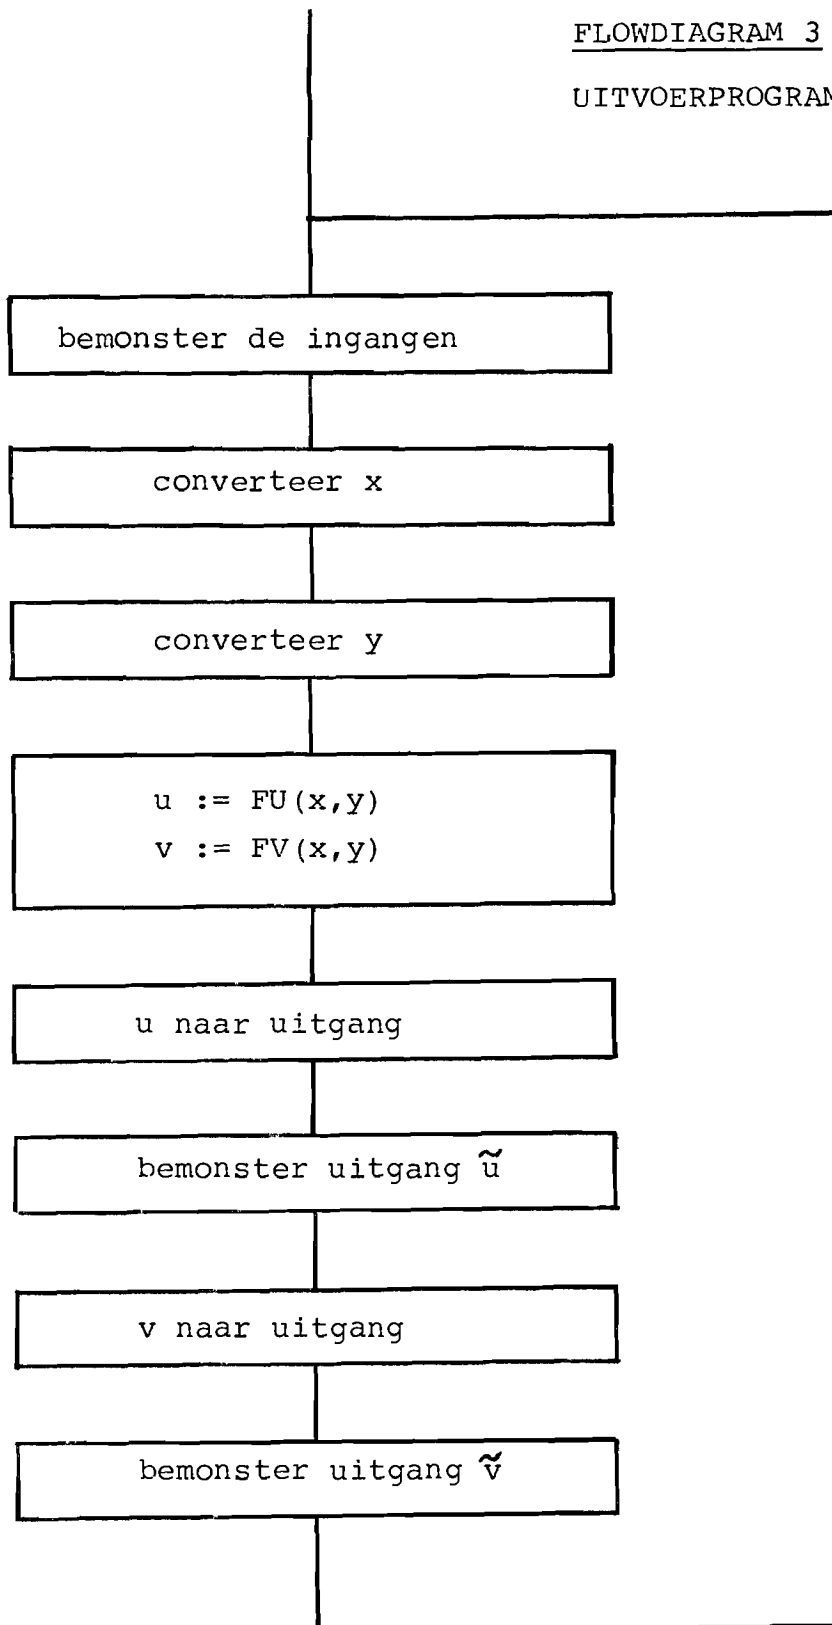 FLOWDIAGRAM 3
UITVOERPROGRAM
bemonster de ingangen
converteer x
converteer y
u := FU(x,y)
v := FV(x,y)
u naar uitgang
bemonster uitgang ũ
v naar uitgang
bemonster uitgang ṽ